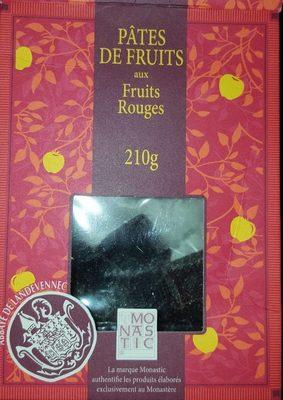 PÂTES
DE FRUITS
aux
Fruits
Rouges
210g
ABBAYE DE LANDÉVENNEC
MO
NAS
TIC
La marque Monastic
authentifie les produits élaborés
exclusivement au Monastère